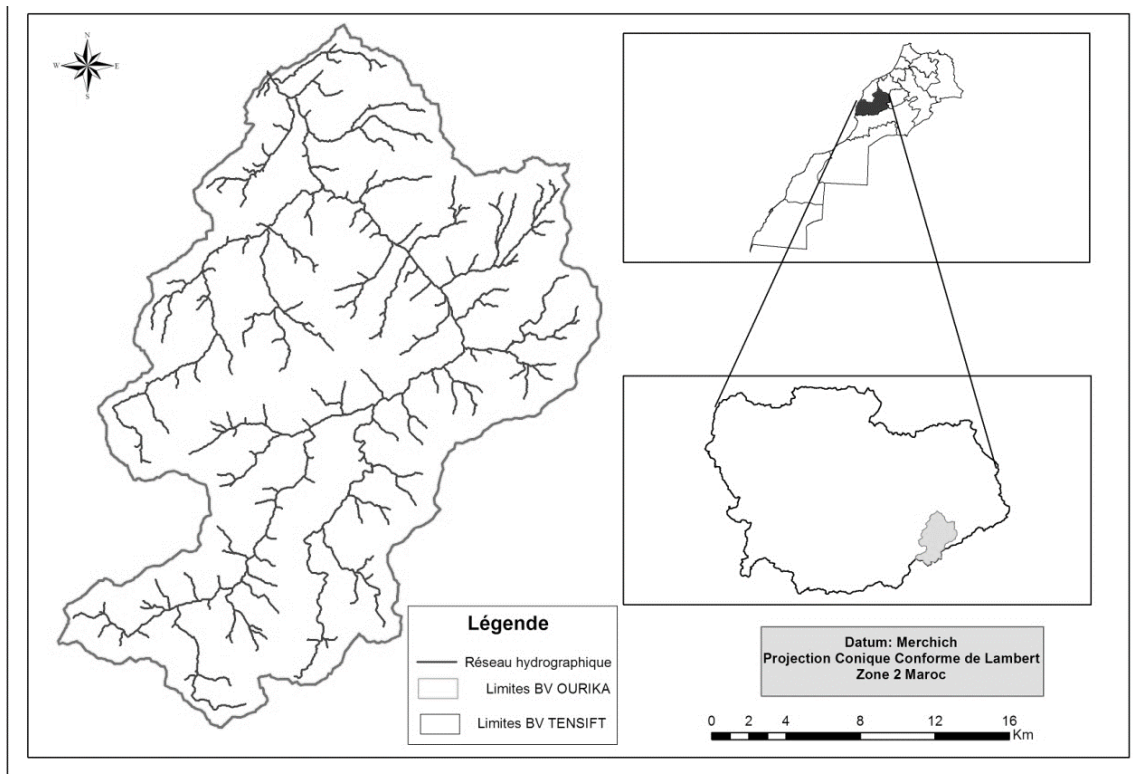 N
W E
S
Légende
Réseau hydrographique
Limites BV OURIKA
Limites BV TENSIFT
Datum: Merchich
Projection Conique Conforme de Lambert
Zone 2 Maroc
0 2 4 8 12 16
Km